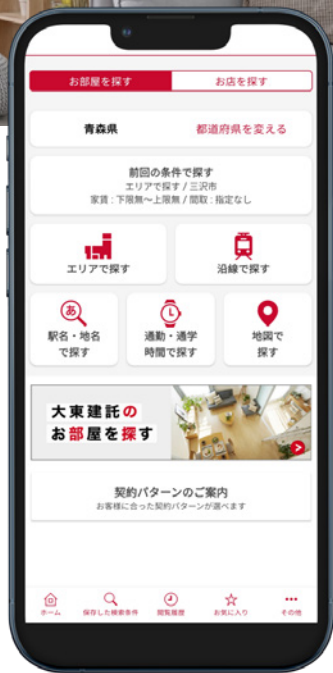 お部屋を探す
お店を探す
青森県
都道府県を変える
前回の条件で探す
エリアで探す / 三沢市
家賃 : 下限無〜上限無 / 間取 : 指定なし
エリアで探す
沿線で探す
あ
駅名・地名
で探す
通勤・通学
時間で探す
地図で
探す
大東建託の
お部屋を探す
契約パターンのご案内
お客様に合った契約パターンが選べます
ホーム
保存した検索条件
閲覧履歴
お気に入り
その他